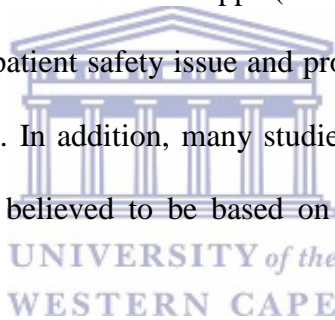 patient safety issue and pro
. In addition, many studie
believed to be based on
UNIVERSITY of the
WESTERN CAPE